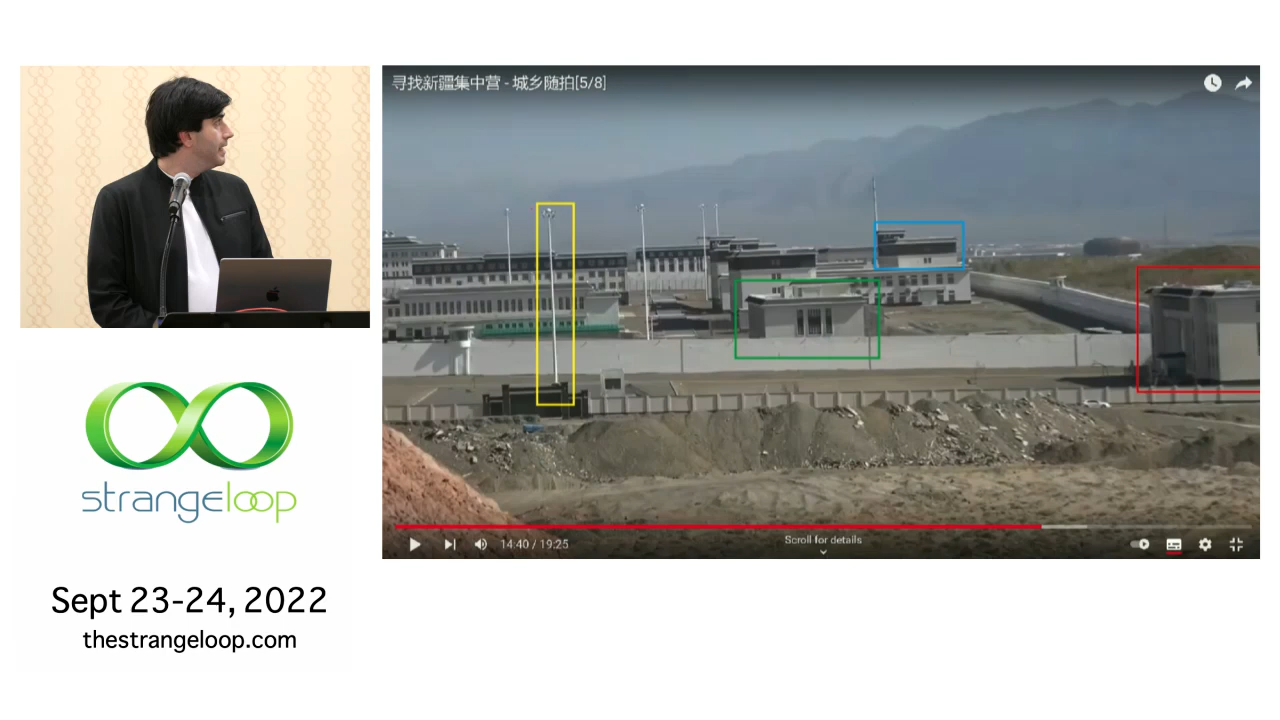 寻找新疆集中营 - 城乡随拍[5/8]
14:40 / 19:25
Scroll for details
strangeloop
Sept 23-24, 2022
thestrangeloop.com